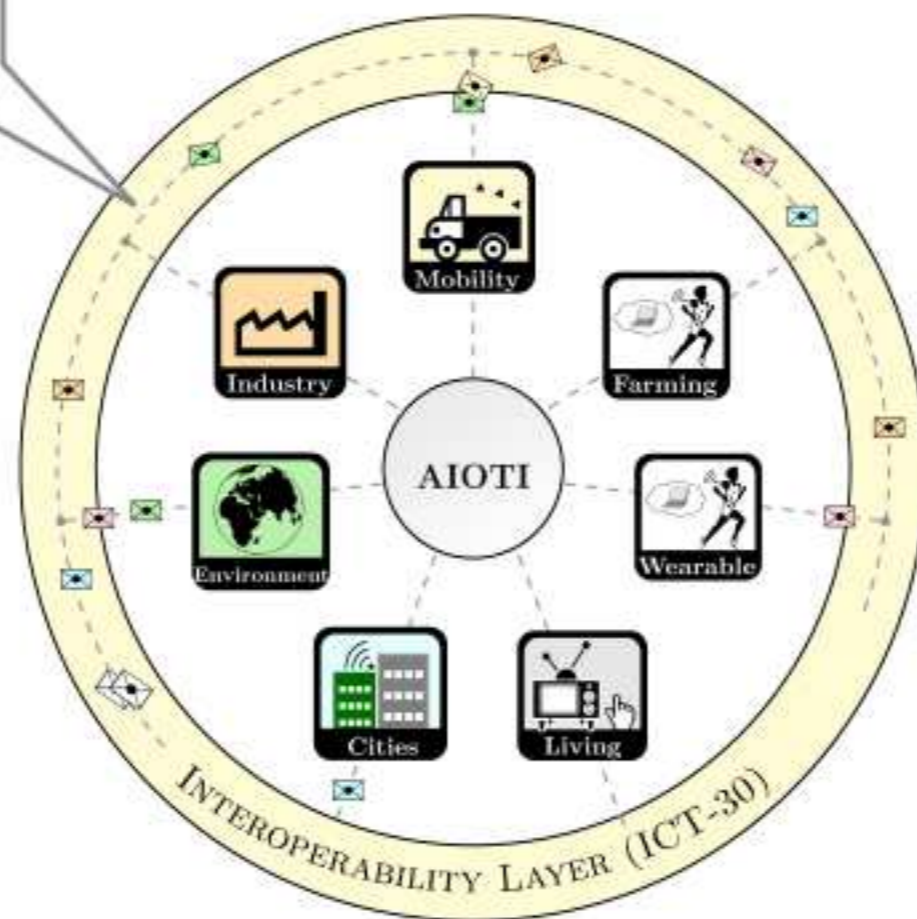 Mobility
Industry
Farming
AIOTI
Environment
Wearable
Cities
Living
INTEROPERABILITY LAYER (ICT-30)